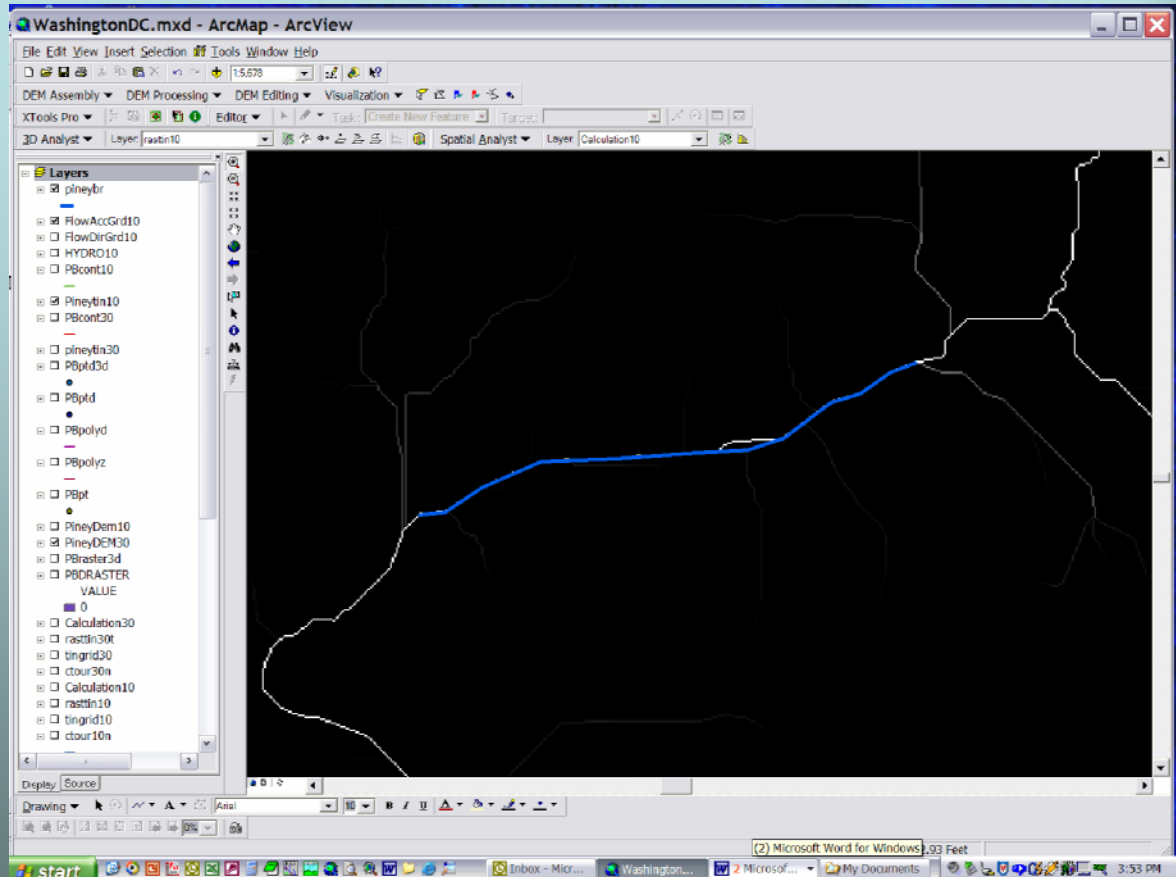 WashingtonDC.mxd - ArcMap - ArcView
File Edit View Insert Selection Tools Window Help
1:5,678
DEM Assembly DEM Processing DEM Editing Visualization
XTools Pro Editor Task: Create New Feature Target:
3D Analyst Layer: rasttin10 Spatial Analyst Layer: Calculation10
Layers
pineybr
FlowAccGrd10
FlowDirGrd10
HYDRO10
PBcont10
Pineytin10
PBcont30
pineytin30
PBptd3d
PBptd
PBpolyd
PBpolyz
PBpt
PineyDem10
PineyDEM30
PBraster3d
PBDRASTER
VALUE
0
Calculation30
rasttin30t
tingrid30
ctour30n
Calculation10
rasttin10
tingrid10
ctour10n
Display Source
Drawing A Arial 10 B I U A
0%
(2) Microsoft Word for Windows 2.93 Feet
start Inbox - Micr... Washington... 2 Microsof... My Documents 3:53 PM